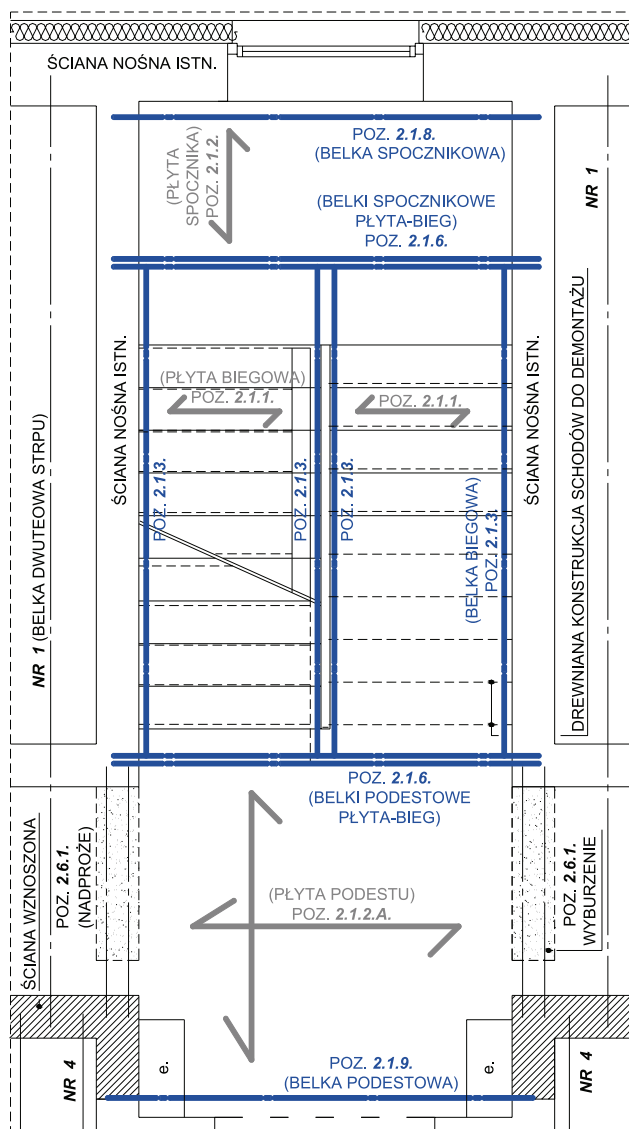 ŚCIANA NOŚNA ISTN.
POZ. 2.1.8.
(BELKA SPOCZNIKOWA)
(PŁYTA
SPOCZNIKA)
POZ. 2.1.2.
(BELKI SPOCZNIKOWE
PŁYTA-BIEG)
POZ. 2.1.6.
NR 1
ŚCIANA NOŚNA ISTN.
(PŁYTA BIEGOWA)
POZ. 2.1.1.
POZ. 2.1.1.
ŚCIANA NOŚNA ISTN.
DREWNIANA KONSTRUKCJA SCHODÓW DO DEMONTAŻU
NR 1 (BELKA DWUTEOWA STRPU)
POZ. 2.1.3.
POZ. 2.1.3.
POZ. 2.1.3.
(BELKA BIEGOWA)
POZ. 2.1.3.
POZ. 2.1.6.
(BELKI PODESTOWE
PŁYTA-BIEG)
ŚCIANA WZNOSZONA
POZ. 2.6.1.
(NADPROŻE)
(PŁYTA PODESTU)
POZ. 2.1.2.A.
POZ. 2.6.1.
WYBURZENIE
NR 4
e.
POZ. 2.1.9.
(BELKA PODESTOWA)
e.
NR 4